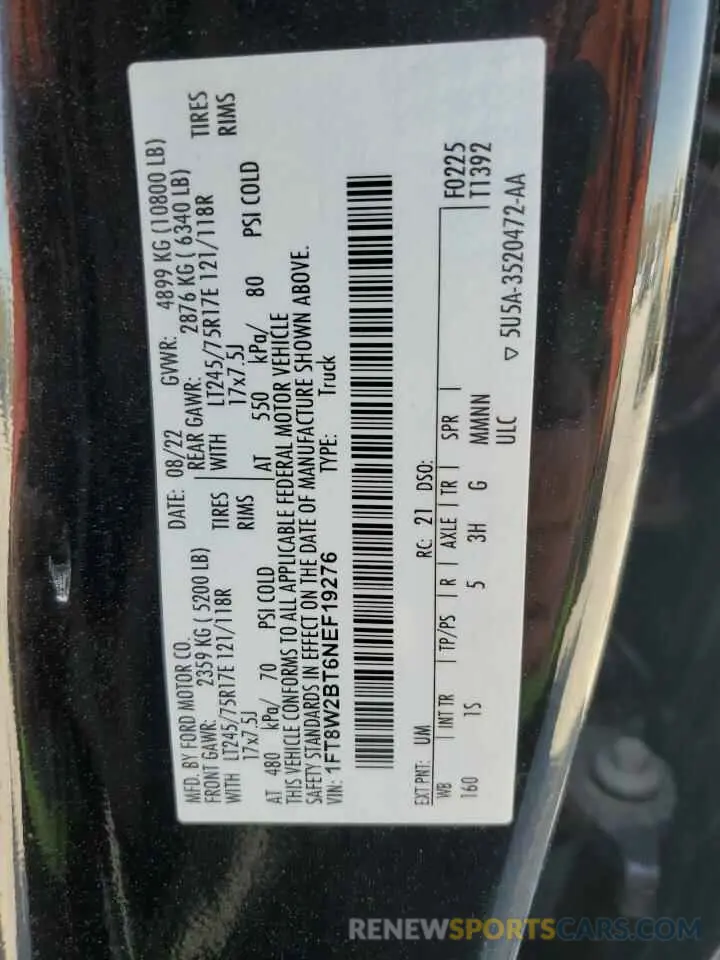 MFD. BY FORD MOTOR CO. DATE: 08/22 GVWR: 4899 KG (10800 LB)
FRONT GAWR: 2359 KG ( 5200 LB) REAR GAWR: 2876 KG ( 6340 LB)
WITH LT245/75R17E 121/118R TIRES WITH LT245/75R17E 121/118R TIRES
17x7.5J RIMS 17x7.5J RIMS
AT 480 kPa/ 70 PSI COLD AT 550 kPa/ 80 PSI COLD
THIS VEHICLE CONFORMS TO ALL APPLICABLE FEDERAL MOTOR VEHICLE
SAFETY STANDARDS IN EFFECT ON THE DATE OF MANUFACTURE SHOWN ABOVE.
VIN: 1FT8W2BT6NEF19276 TYPE: Truck
EXT PNT: UM RC: 21 DSO: F0225
WB INT TR TP/PS R AXLE TR SPR T1392
160 1S 5 3H G MMNN
ULC ▽ 5U5A-3520472-AA
RENEWSPORTSCARS.COM